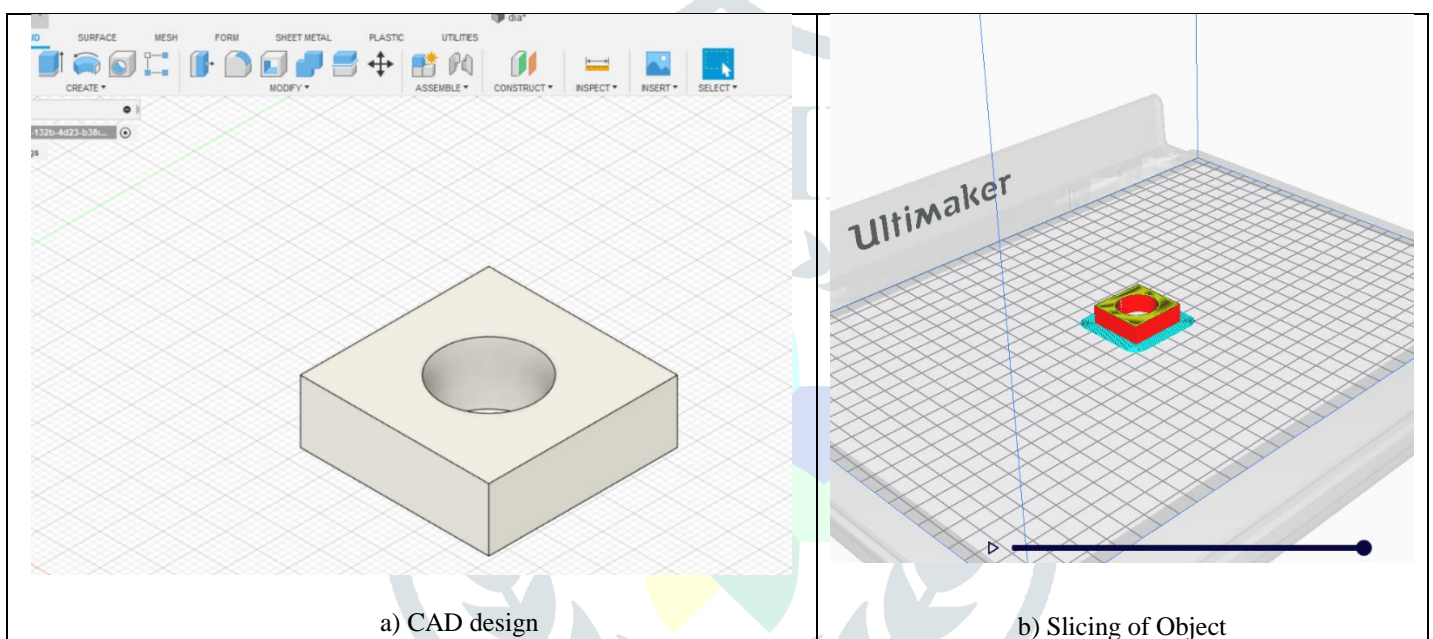 dia*
SURFACE MESH FORM SHEET METAL PLASTIC UTILITIES
CREATE ▾ MODIFY ▾ ASSEMBLE ▾ CONSTRUCT ▾ INSPECT ▾ INSERT ▾ SELECT ▾
Ultimaker
a) CAD design
b) Slicing of Object